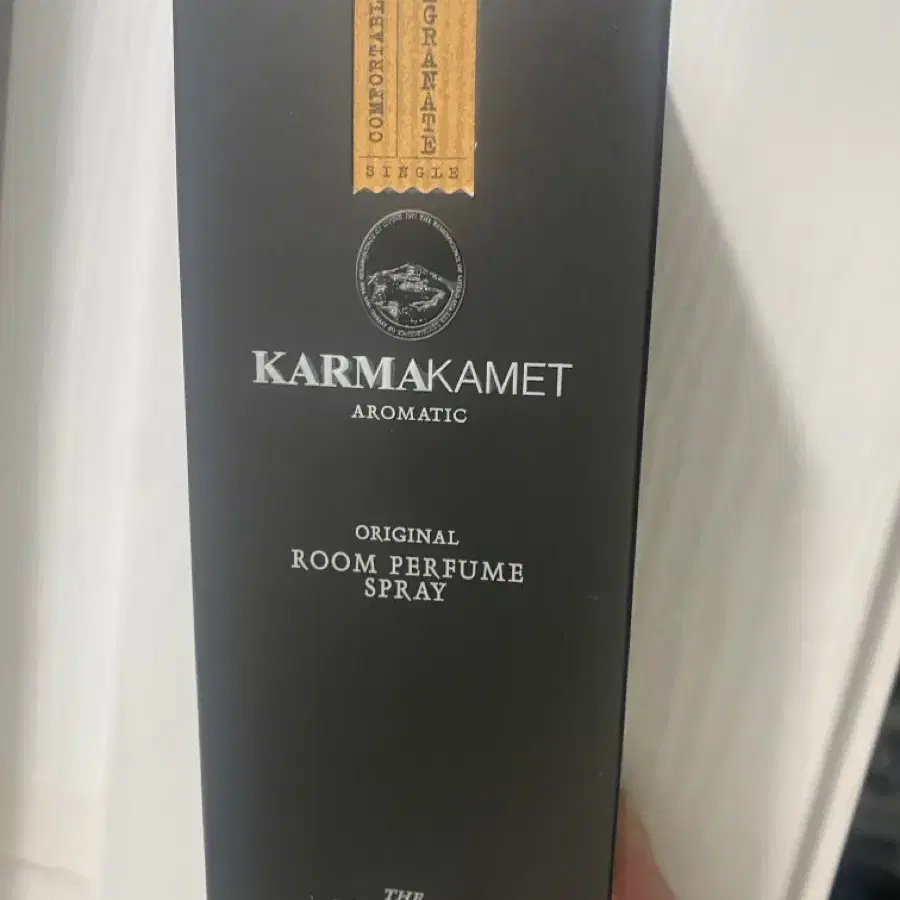 COMFORTABL
GRANATE
SINGLE
KARMAKAMET
AROMATIC
ORIGINAL
ROOM PERFUME
SPRAY
THE